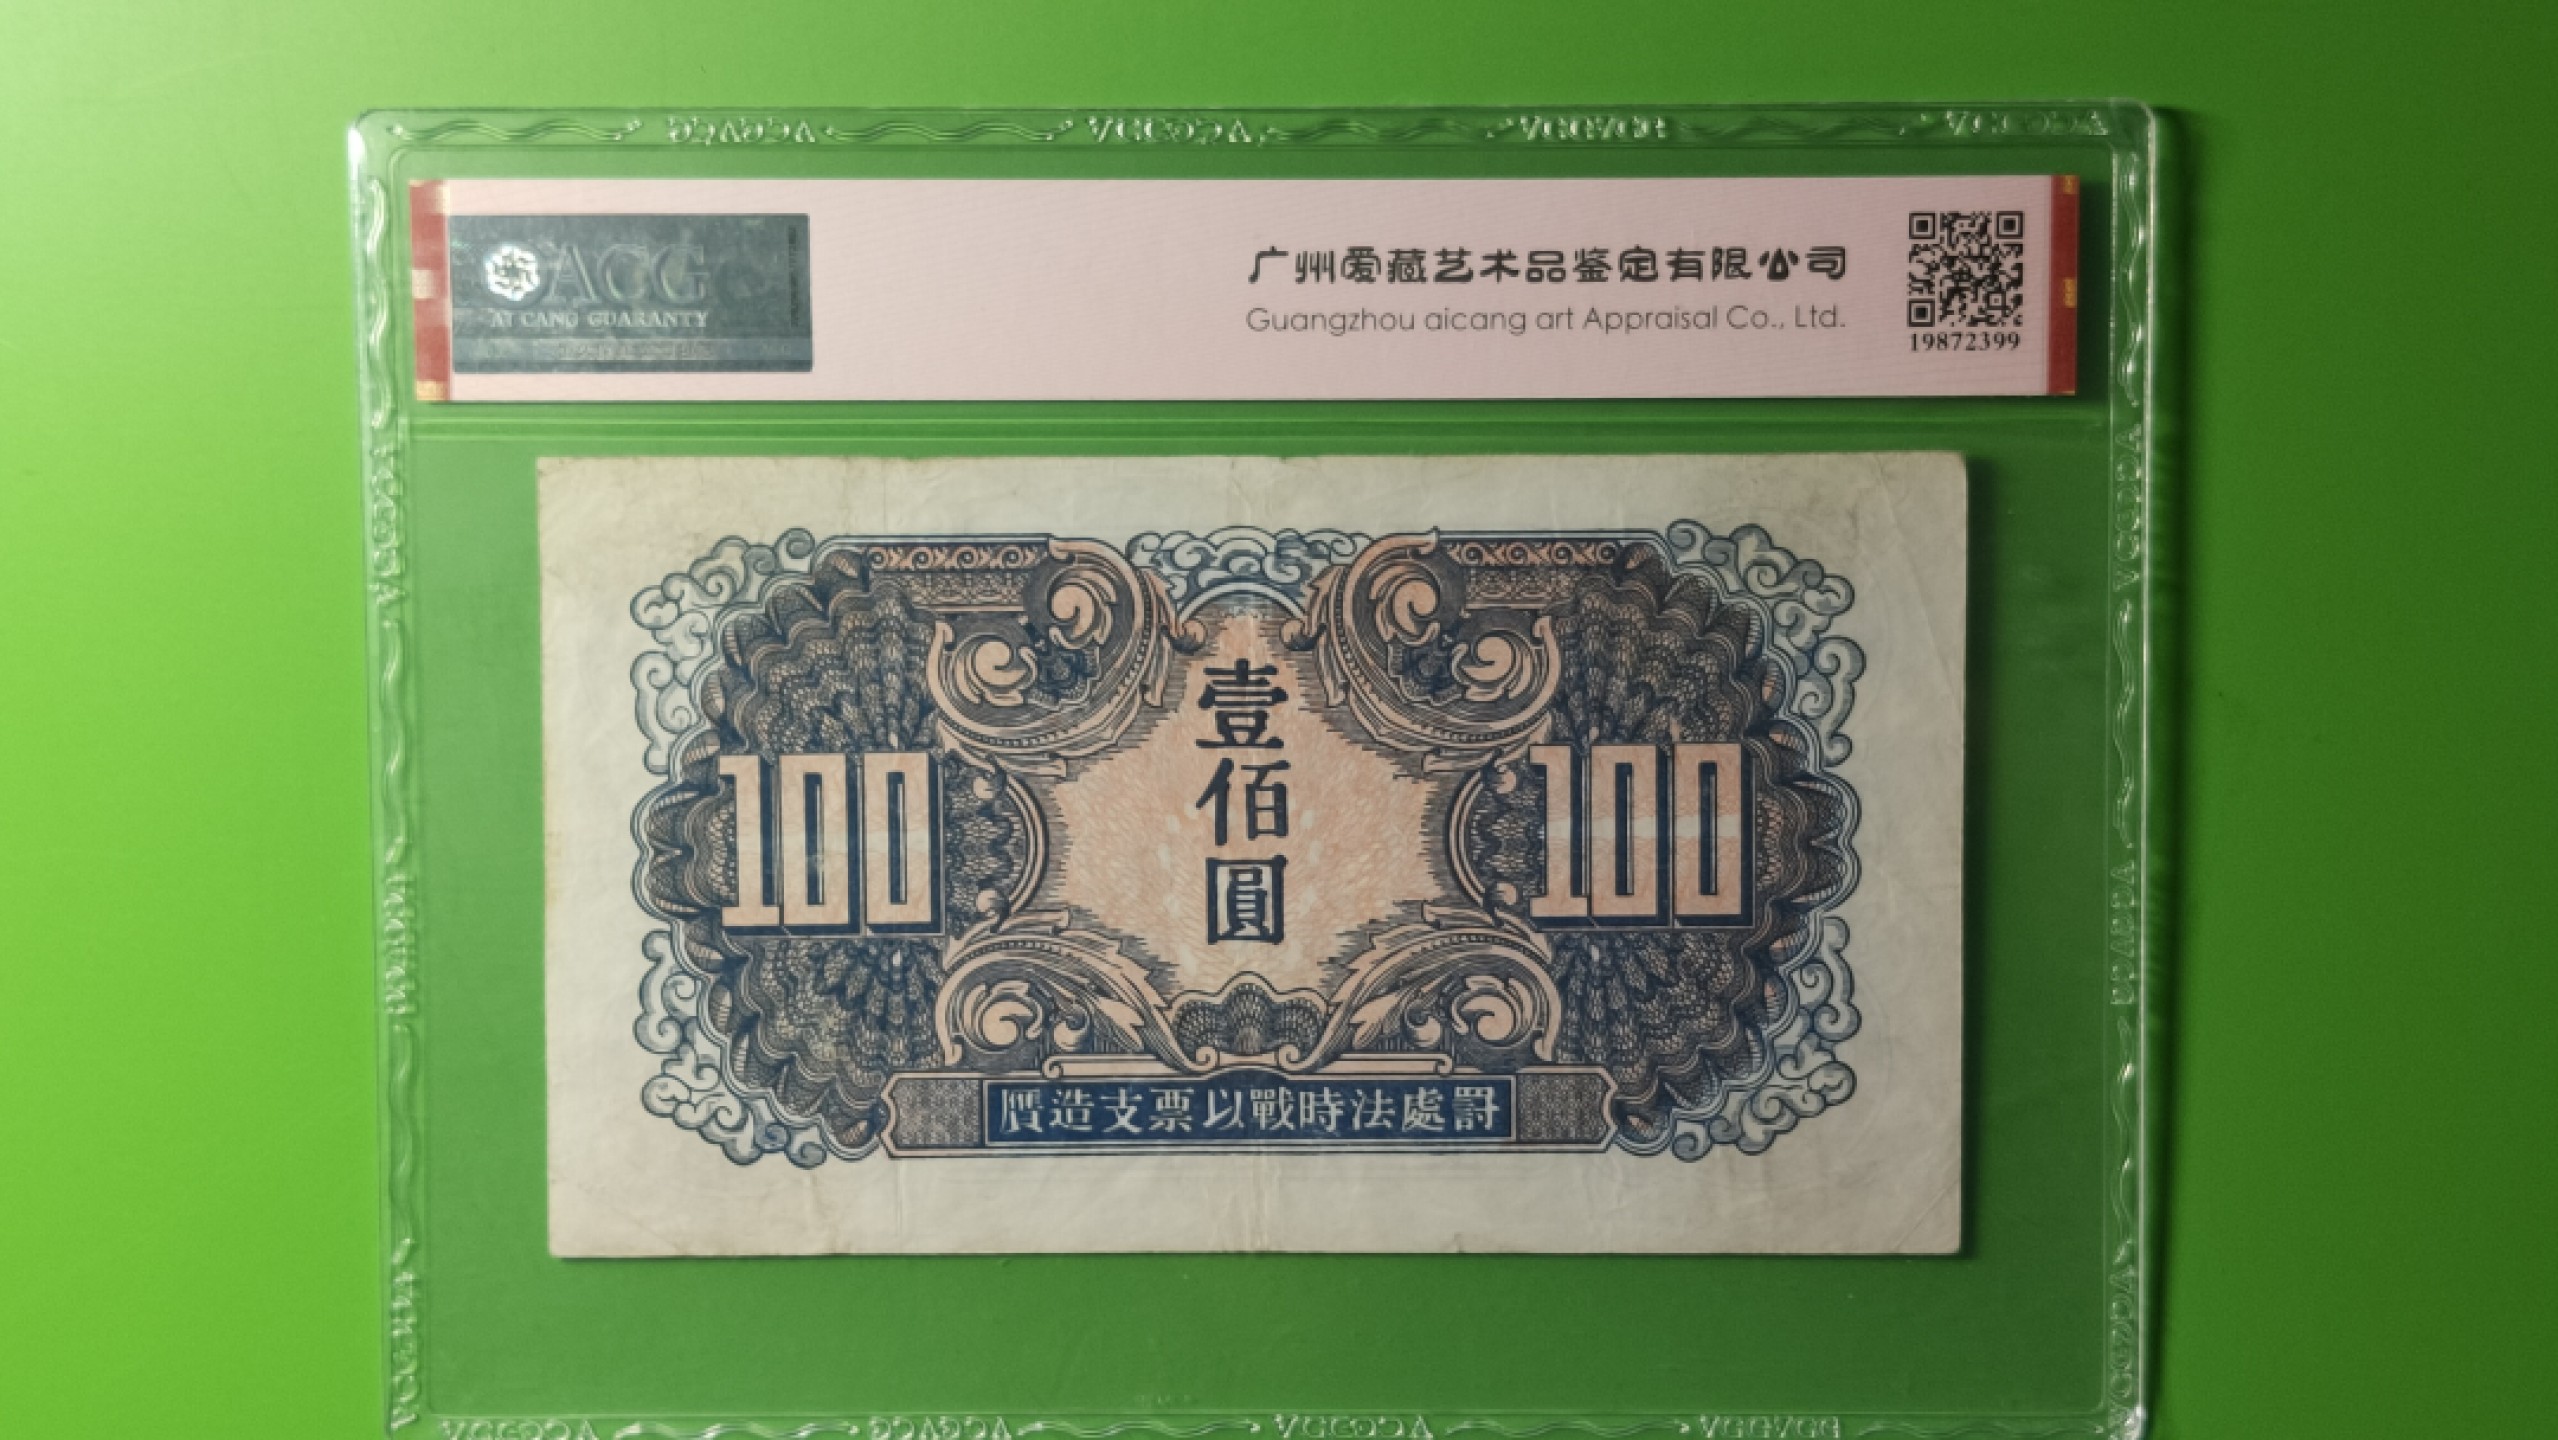 ACG
AI CANG GUARANTY
广州爱藏艺术品鉴定有限公司
Guangzhou aicang art Appraisal Co., Ltd.
19872399
壹佰圓
100
100
贋造支票以戰時法處罰